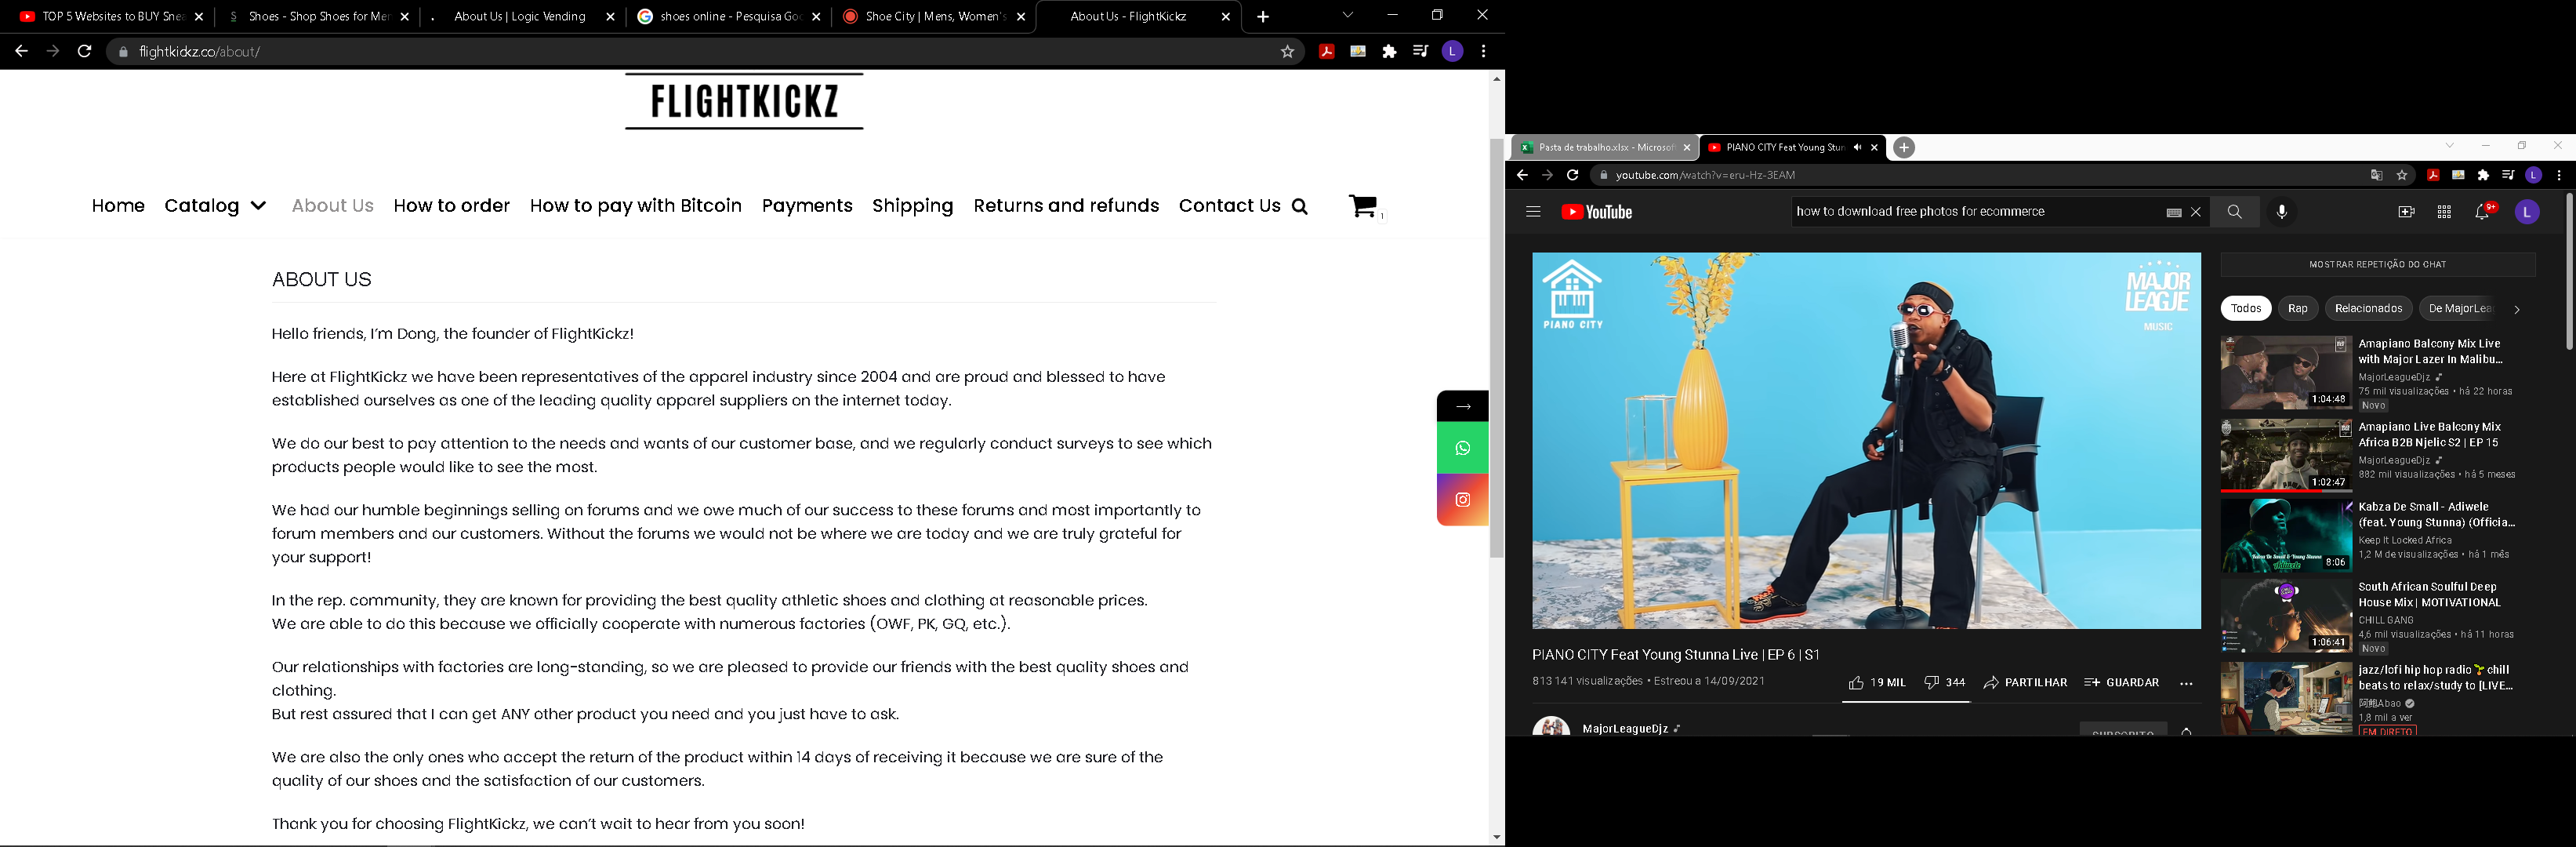 TOP 5 Websites to BUY Snea
Shoes - Shop Shoes for Mer
About Us | Logic Vending
shoes online - Pesquisa Goo
Shoe City | Mens, Women's
About Us - FlightKickz
flightkickz.co/about/
L
FLIGHTKICKZ
Home Catalog About Us How to order How to pay with Bitcoin Payments Shipping Returns and refunds Contact Us
1
ABOUT US
Hello friends, I'm Dong, the founder of FlightKickz!
Here at FlightKickz we have been representatives of the apparel industry since 2004 and are proud and blessed to have
established ourselves as one of the leading quality apparel suppliers on the internet today.
We do our best to pay attention to the needs and wants of our customer base, and we regularly conduct surveys to see which
products people would like to see the most.
We had our humble beginnings selling on forums and we owe much of our success to these forums and most importantly to
forum members and our customers. Without the forums we would not be where we are today and we are truly grateful for
your support!
In the rep. community, they are known for providing the best quality athletic shoes and clothing at reasonable prices.
We are able to do this because we officially cooperate with numerous factories (OWF, PK, GQ, etc.).
Our relationships with factories are long-standing, so we are pleased to provide our friends with the best quality shoes and
clothing.
But rest assured that I can get ANY other product you need and you just have to ask.
We are also the only ones who accept the return of the product within 14 days of receiving it because we are sure of the
quality of our shoes and the satisfaction of our customers.
Thank you for choosing FlightKickz, we can't wait to hear from you soon!
Pasta de trabalho.xlsx - Microsof
PIANO CITY Feat Young Stun
youtube.com/watch?v=eru-Hz-3EAM
L
YouTube
how to download free photos for ecommerce
9+
L
PIANO CITY
MAJOR
LEAGUE
MUSIC
PIANO CITY Feat Young Stunna Live | EP 6 | S1
813 141 visualizações • Estreou a 14/09/2021
19 MIL 344 PARTILHAR GUARDAR
MajorLeagueDjz
SUBSCRITO
MOSTRAR REPETIÇÃO DO CHAT
Todos Rap Relacionados De MajorLea
Amapiano Balcony Mix Live
with Major Lazer In Malibu...
MajorLeagueDjz
75 mil visualizações • há 22 horas
Novo
1:04:48
Amapiano Live Balcony Mix
Africa B2B Njelic S2 | EP 15
MajorLeagueDjz
882 mil visualizações • há 5 meses
1:02:47
Kabza De Small - Adiwele
(feat. Young Stunna) (Officia...
Keep It Locked Africa
1,2 M de visualizações • há 1 mês
8:06
South African Soulful Deep
House Mix | MOTIVATIONAL
CHILL GANG
4,6 mil visualizações • há 11 horas
Novo
1:06:41
jazz/lofi hip hop radio🌱chill
beats to relax/study to [LIVE...
阿鮑Abao
1,8 mil a ver
EM DIRETO